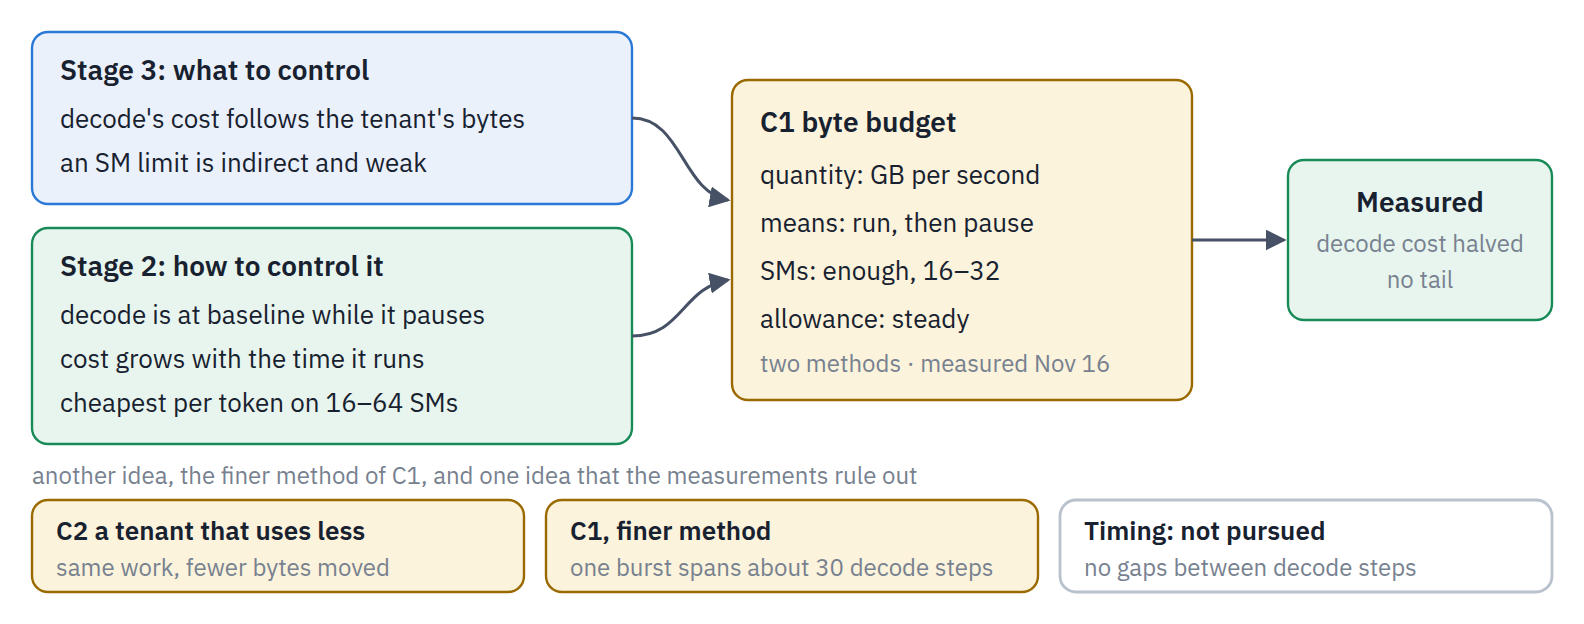 Stage 3: what to control
decode's cost follows the tenant's bytes
an SM limit is indirect and weak
Stage 2: how to control it
decode is at baseline while it pauses
cost grows with the time it runs
cheapest per token on 16–64 SMs
C1 byte budget
quantity: GB per second
means: run, then pause
SMs: enough, 16–32
allowance: steady
two methods · measured Nov 16
Measured
decode cost halved
no tail
another idea, the finer method of C1, and one idea that the measurements rule out
C2 a tenant that uses less
same work, fewer bytes moved
C1, finer method
one burst spans about 30 decode steps
Timing: not pursued
no gaps between decode steps